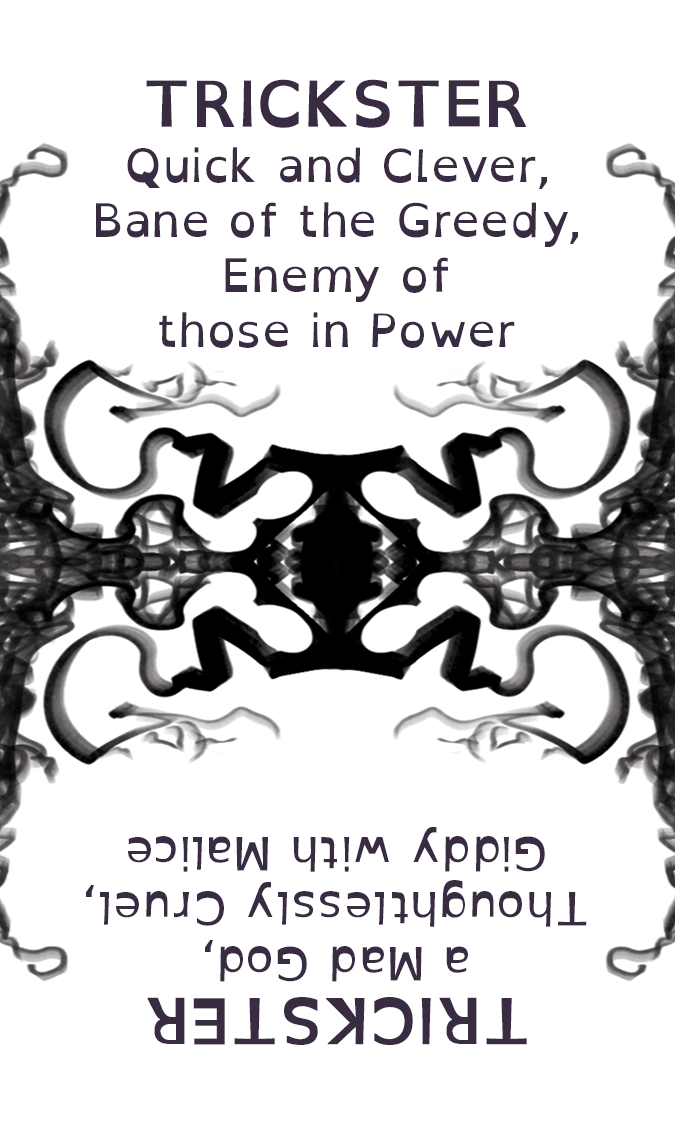 TRICKSTER
Quick and Clever,
Bane of the Greedy,
Enemy of
those in Power
TRICKSTER
a Mad God,
Thoughtlessly Cruel,
Giddy with Malice